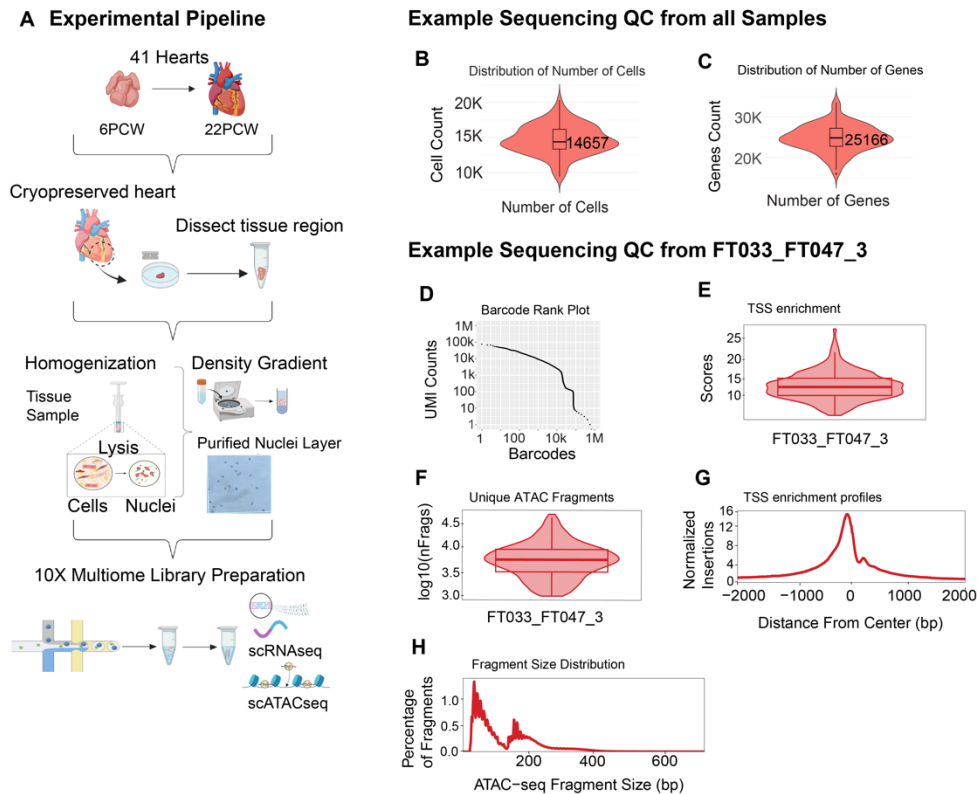 A Experimental Pipeline
41 Hearts
6PCW
22PCW
Cryopreserved heart
Dissect tissue region
Homogenization
Density Gradient
Tissue
Sample
Lysis
Purified Nuclei Layer
Cells
Nuclei
10X Multiome Library Preparation
scRNAseq
scATACseq
Example Sequencing QC from all Samples
B
Distribution of Number of Cells
20K
15K
10K
Cell Count
14657
Number of Cells
C
Distribution of Number of Genes
30K
20K
Genes Count
25166
Number of Genes
Example Sequencing QC from FT033_FT047_3
D
Barcode Rank Plot
1M
100k
10k
1k
100
10
1
UMI Counts
1 100 10k 1M
Barcodes
E
TSS enrichment
25
20
15
10
Scores
FT033_FT047_3
F
Unique ATAC Fragments
4.5
4.0
3.5
3.0
log10(nFrags)
FT033_FT047_3
G
TSS enrichment profiles
16
12
8
4
0
Normalized
Insertions
−2000 −1000 0 1000 2000
Distance From Center (bp)
H
Fragment Size Distribution
1.0
0.5
0.0
Percentage
of Fragments
200 400 600
ATAC−seq Fragment Size (bp)